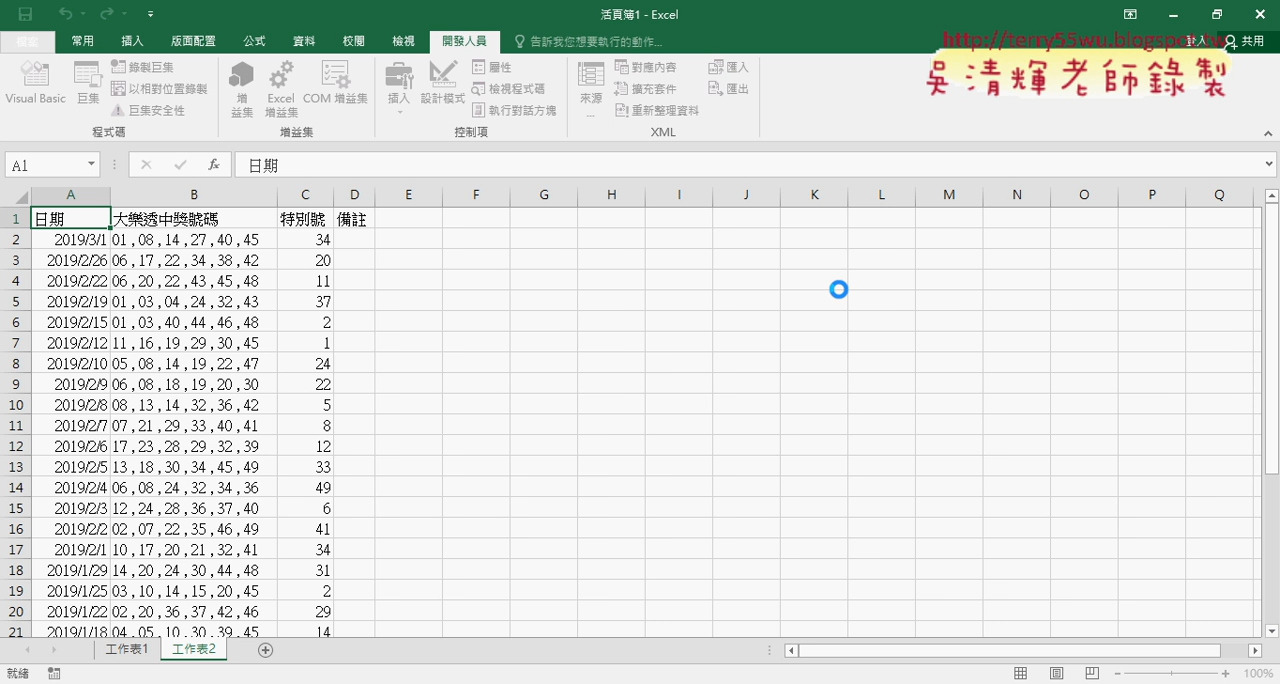 活頁簿1 - Excel
檔案 常用 插入 版面配置 公式 資料 校閱 檢視 開發人員 告訴我您想要執行的動作... 登入 共用
http://terry55wu.blogspot.tw
吳清輝老師錄製
Visual Basic 巨集 錄製巨集 以相對位置錄製 巨集安全性
增益集 Excel 增益集 COM 增益集
插入 設計模式 屬性 檢視程式碼 執行對話方塊
來源... 對應內容 擴充套件 重新整理資料 匯入 匯出
程式碼 增益集 控制項 XML
A1 fx 日期
A B C D E F G H I J K L M N O P Q
1 日期 大樂透中獎號碼 特別號 備註
2 2019/3/1 01 ,08 ,14 ,27 ,40 ,45 34
3 2019/2/26 06 ,17 ,22 ,34 ,38 ,42 20
4 2019/2/22 06 ,20 ,22 ,43 ,45 ,48 11
5 2019/2/19 01 ,03 ,04 ,24 ,32 ,43 37
6 2019/2/15 01 ,03 ,40 ,44 ,46 ,48 2
7 2019/2/12 11 ,16 ,19 ,29 ,30 ,45 1
8 2019/2/10 05 ,08 ,14 ,19 ,22 ,47 24
9 2019/2/9 06 ,08 ,18 ,19 ,20 ,30 22
10 2019/2/8 08 ,13 ,14 ,32 ,36 ,42 5
11 2019/2/7 07 ,21 ,29 ,33 ,40 ,41 8
12 2019/2/6 17 ,23 ,28 ,29 ,32 ,39 12
13 2019/2/5 13 ,18 ,30 ,34 ,45 ,49 33
14 2019/2/4 06 ,08 ,24 ,32 ,34 ,36 49
15 2019/2/3 12 ,24 ,28 ,36 ,37 ,40 6
16 2019/2/2 02 ,07 ,22 ,35 ,46 ,49 41
17 2019/2/1 10 ,17 ,20 ,21 ,32 ,41 34
18 2019/1/29 14 ,20 ,24 ,30 ,44 ,48 31
19 2019/1/25 03 ,10 ,14 ,15 ,20 ,45 2
20 2019/1/22 02 ,20 ,36 ,37 ,42 ,46 29
21 2019/1/18 04 ,05 ,10 ,30 ,39 ,45 14
工作表1 工作表2
就緒 100%